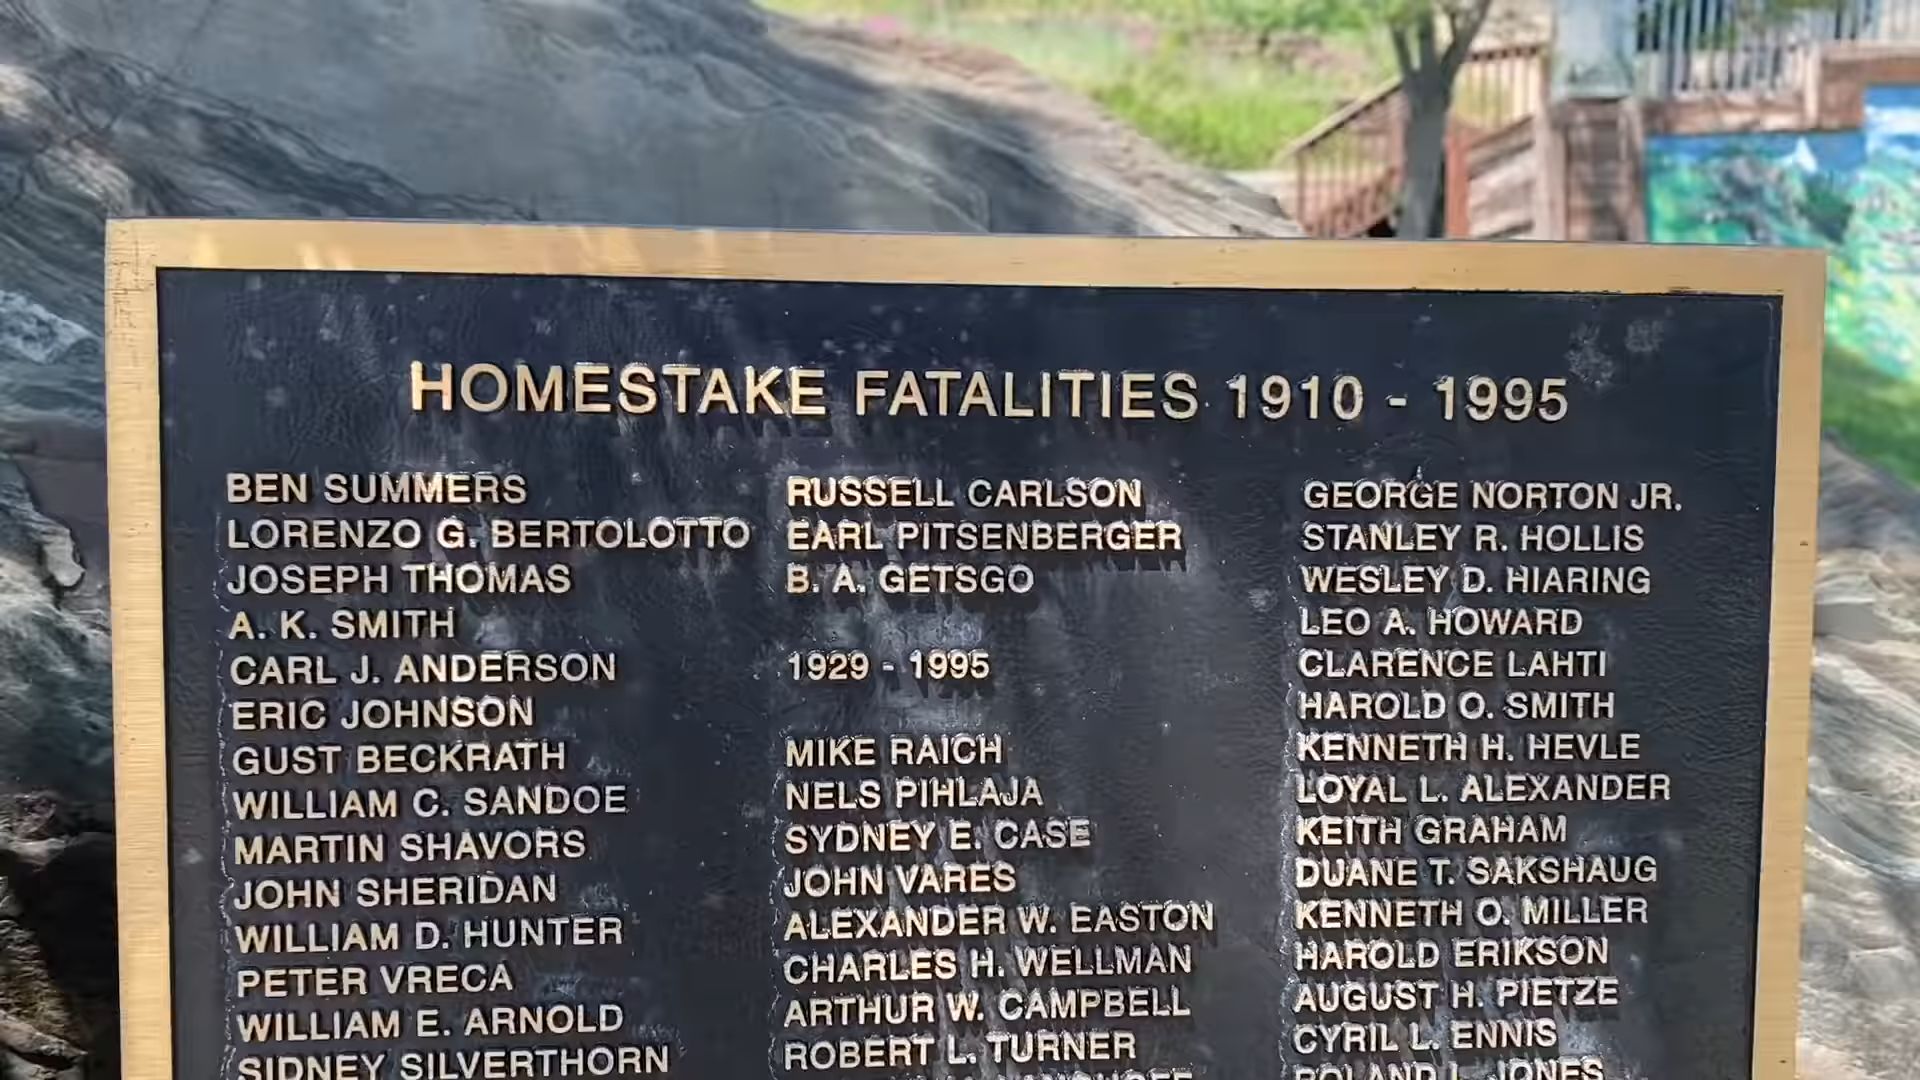 HOMESTAKE FATALITIES 1910 - 1995
BEN SUMMERS
LORENZO G. BERTOLOTTO
JOSEPH THOMAS
A. K. SMITH
CARL J. ANDERSON
ERIC JOHNSON
GUST BECKRATH
WILLIAM C. SANDOE
MARTIN SHAVORS
JOHN SHERIDAN
WILLIAM D. HUNTER
PETER VRECA
WILLIAM E. ARNOLD
SIDNEY SILVERTHORN
RUSSELL CARLSON
EARL PITSENBERGER
B. A. GETSGO
1929 - 1995
MIKE RAICH
NELS PIHLAJA
SYDNEY E. CASE
JOHN VARES
ALEXANDER W. EASTON
CHARLES H. WELLMAN
ARTHUR W. CAMPBELL
ROBERT L. TURNER
GEORGE NORTON JR.
STANLEY R. HOLLIS
WESLEY D. HIARING
LEO A. HOWARD
CLARENCE LAHTI
HAROLD O. SMITH
KENNETH H. HEVLE
LOYAL L. ALEXANDER
KEITH GRAHAM
DUANE T. SAKSHAUG
KENNETH O. MILLER
HAROLD ERIKSON
AUGUST H. PIETZE
CYRIL L. ENNIS
ROLAND L. JONES